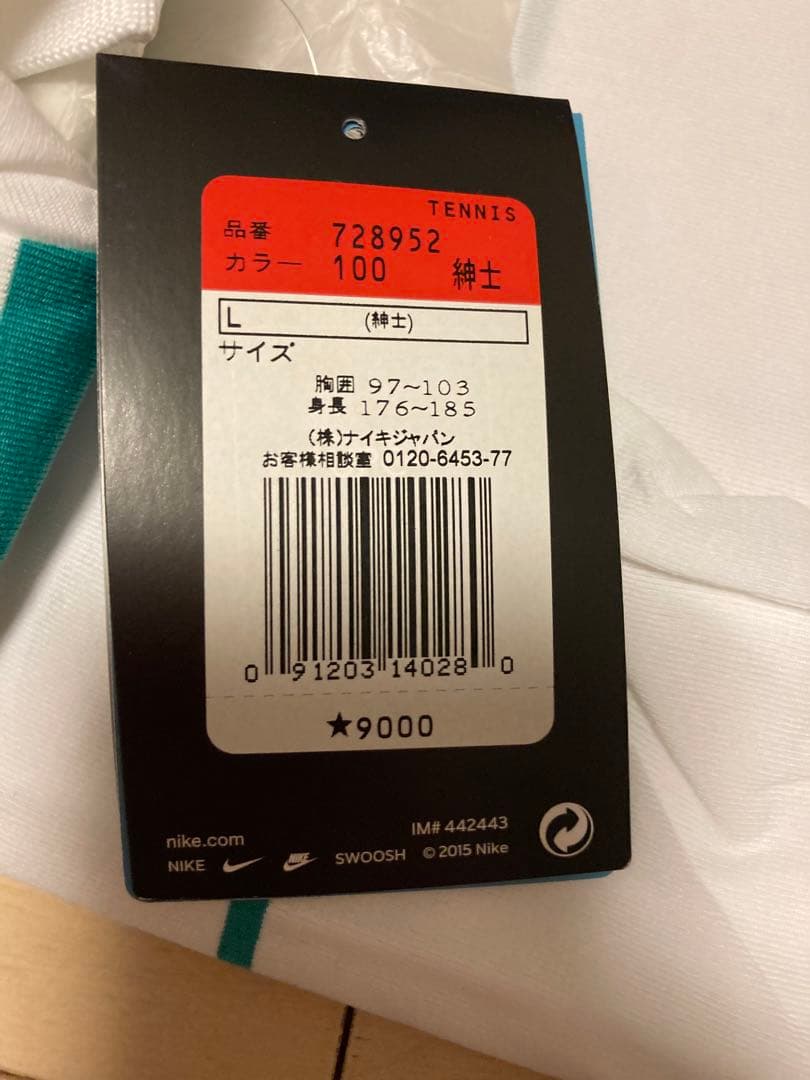 TENNIS
品番 728952
カラー 100 紳士
L (紳士)
サイズ
胸囲 97~103
身長 176~185
(株)ナイキジャパン
お客様相談室 0120-6453-77
0 91203 14028 0
★9000
nike.com
IM# 442443
NIKE NIKE SWOOSH © 2015 Nike